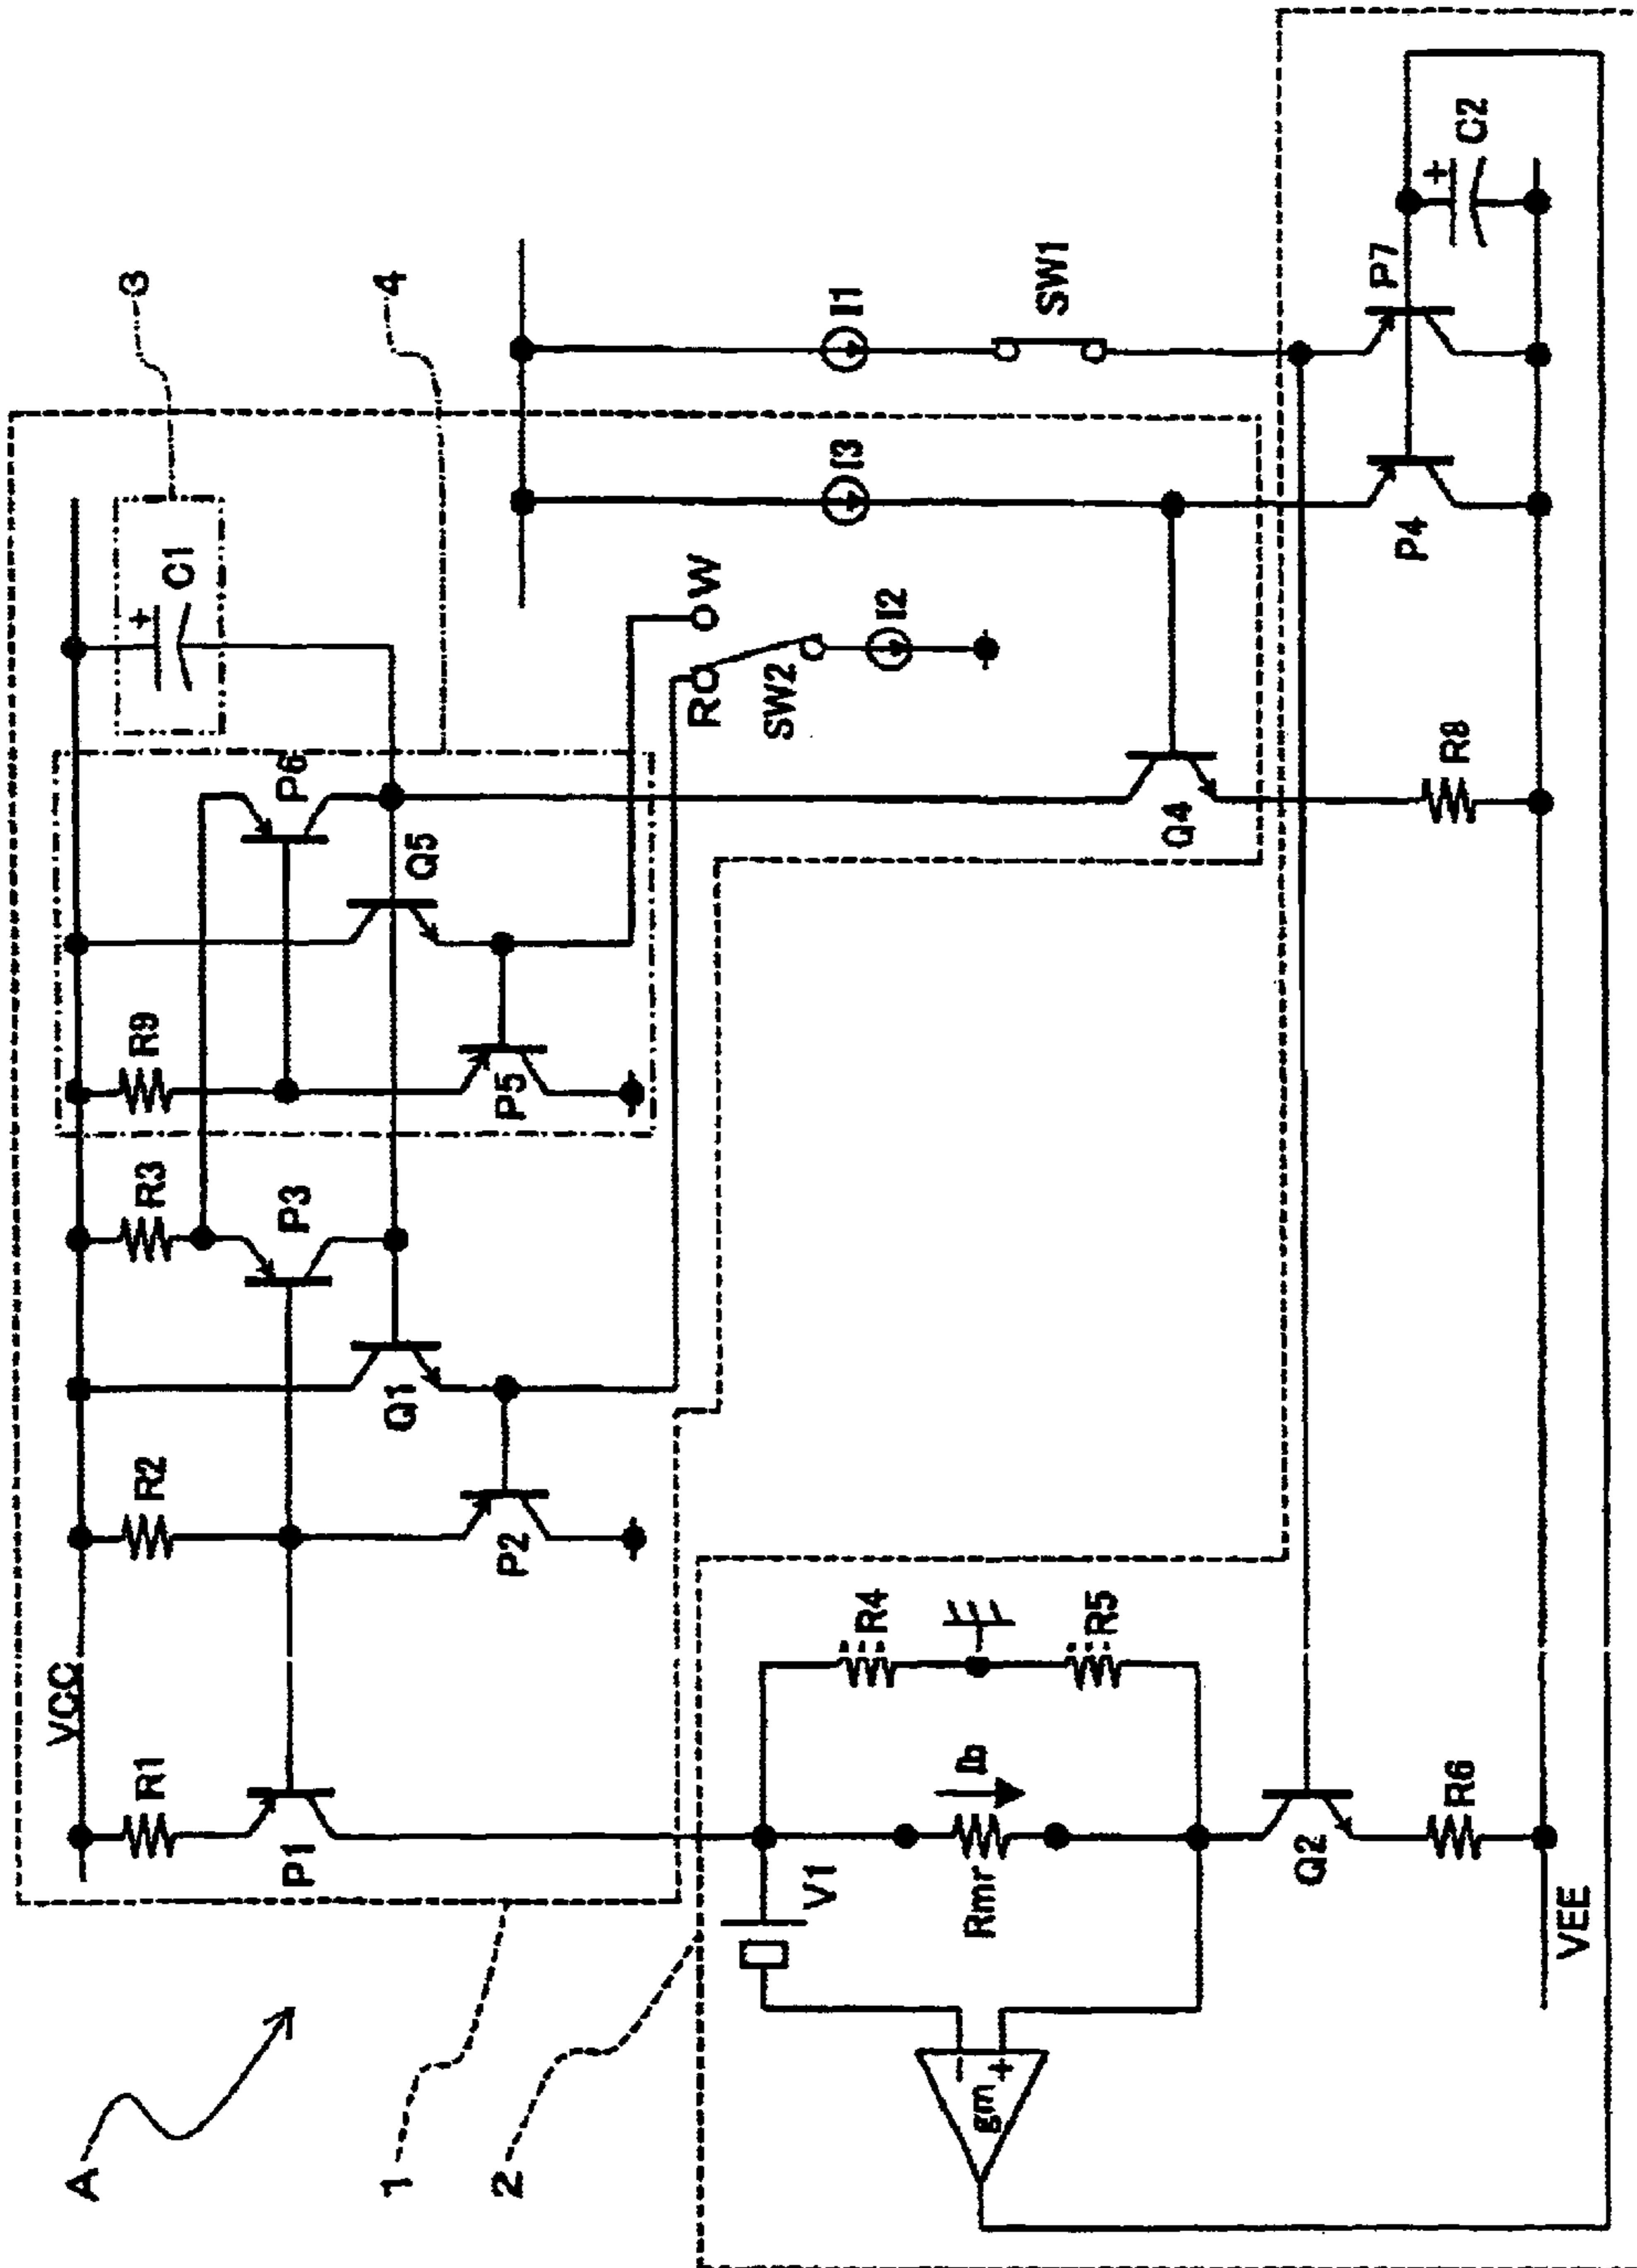 A
1
2
3
4
VCC
R1
R2
R3
R9
C1
+
P1
P2
P3
P5
P6
Q1
Q5
R
W
SW2
I2
I3
I1
SW1
V1
Rmr
Ib
R4
R5
gm
−
+
Q2
R6
Q4
R8
P4
P7
+
C2
VEE